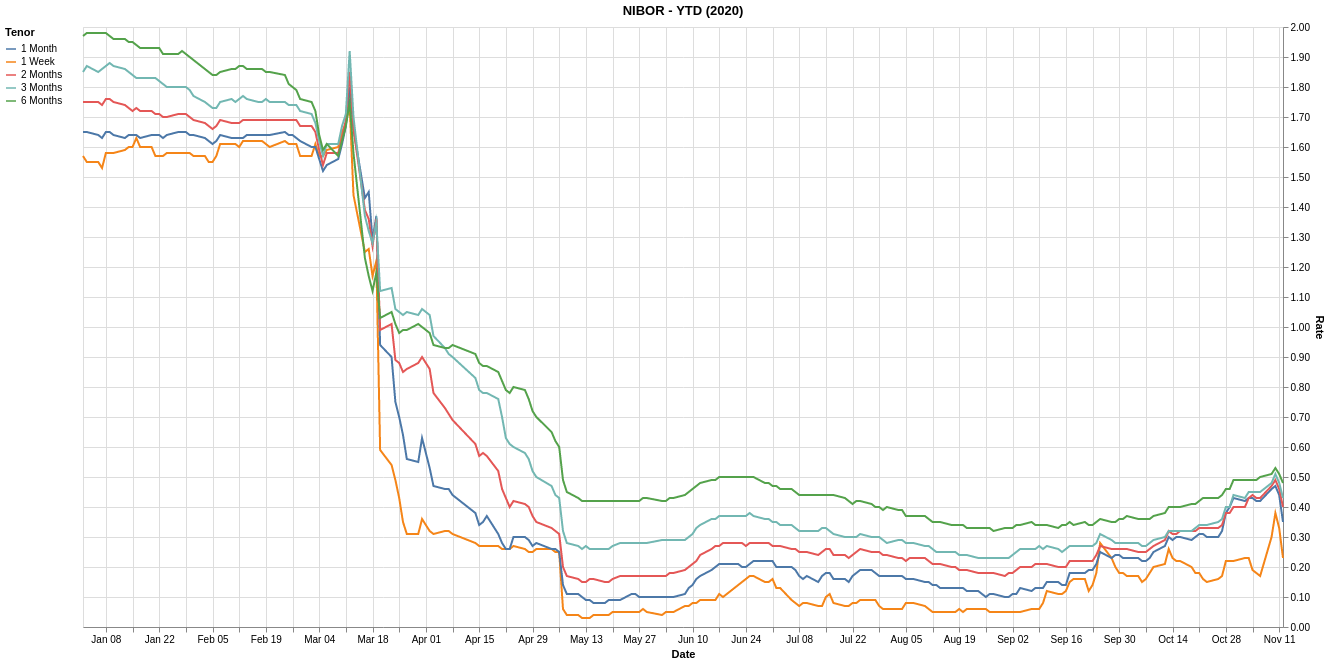 NIBOR - YTD (2020)
Tenor
1 Month
1 Week
2 Months
3 Months
6 Months
2.00
1.90
1.80
1.70
1.60
1.50
1.40
1.30
1.20
1.10
1.00
0.90
0.80
0.70
0.60
0.50
0.40
0.30
0.20
0.10
0.00
Rate
Jan 08 Jan 22 Feb 05 Feb 19 Mar 04 Mar 18 Apr 01 Apr 15 Apr 29 May 13 May 27 Jun 10 Jun 24 Jul 08 Jul 22 Aug 05 Aug 19 Sep 02 Sep 16 Sep 30 Oct 14 Oct 28 Nov 11
Date